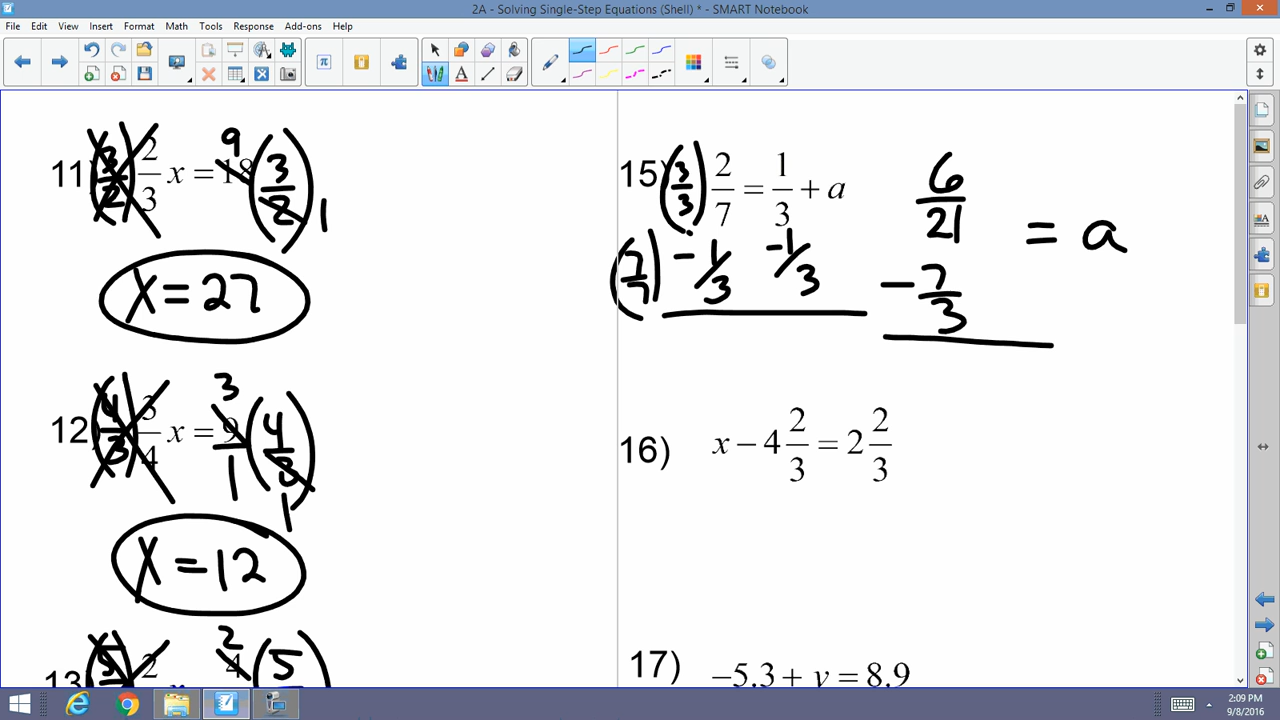 2A - Solving Single-Step Equations (Shell) * - SMART Notebook
File Edit View Insert Format Math Tools Response Add-ons Help
9
11) (3/2) 2/3 x = 18 (3/2) 1
x = 27
3
12) (4/3) 3/4 x = 9/1 (4/3)
1
x = 12
2
13) 2 x 4 (5
15) (3/3) 2/7 = 1/3 + a
(7/7) -1/3 -1/3
6/21 = a
-7/3
16) x - 4 2/3 = 2 2/3
17) -5.3 + y = 8.9
2:09 PM
9/8/2016